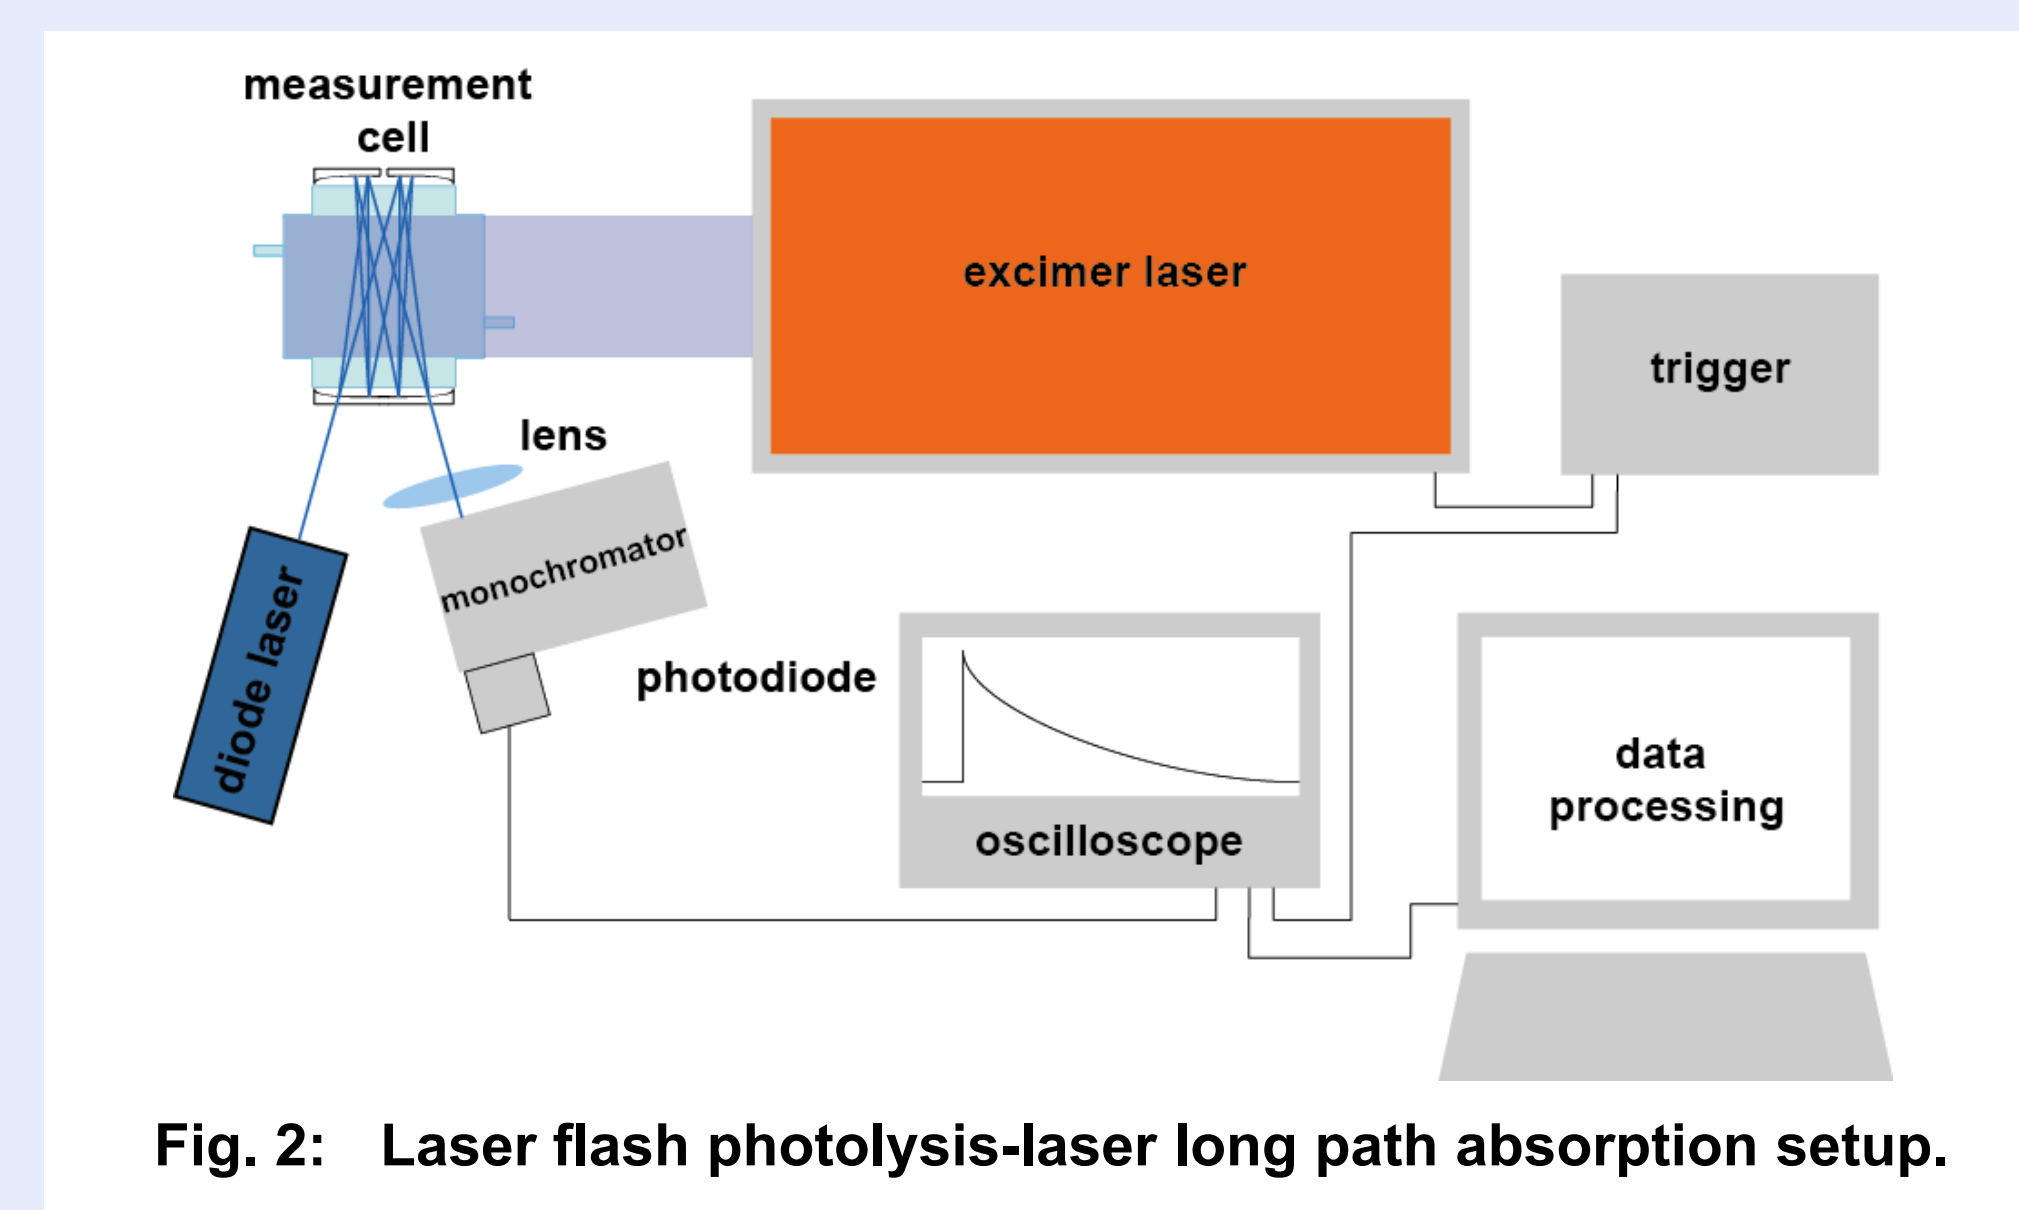 measurement
cell
excimer laser
trigger
lens
monochromator
diode laser
photodiode
oscilloscope
data
processing
Fig. 2: Laser flash photolysis-laser long path absorption setup.